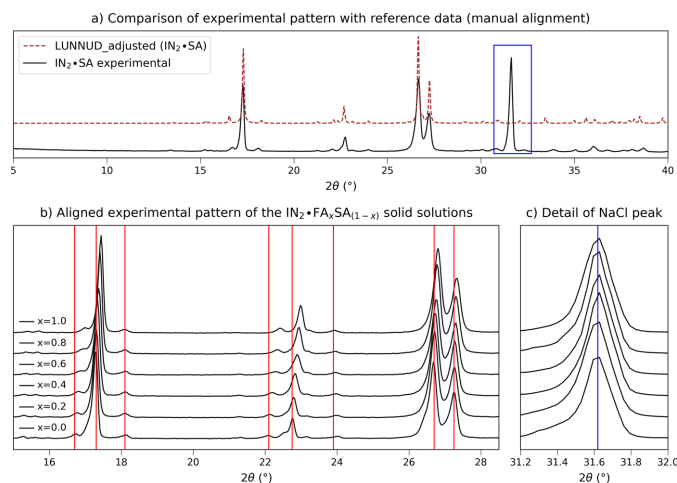 a) Comparison of experimental pattern with reference data (manual alignment)
LUNNUD_adjusted (IN₂•SA)
IN₂•SA experimental
5 10 15 20 25 30 35 40
2θ (°)
b) Aligned experimental pattern of the IN₂•FAₓSA₍₁₋ₓ₎ solid solutions
c) Detail of NaCl peak
x=1.0
x=0.8
x=0.6
x=0.4
x=0.2
x=0.0
16 18 20 22 24 26 28
31.2 31.4 31.6 31.8 32.0
2θ (°)
2θ (°)